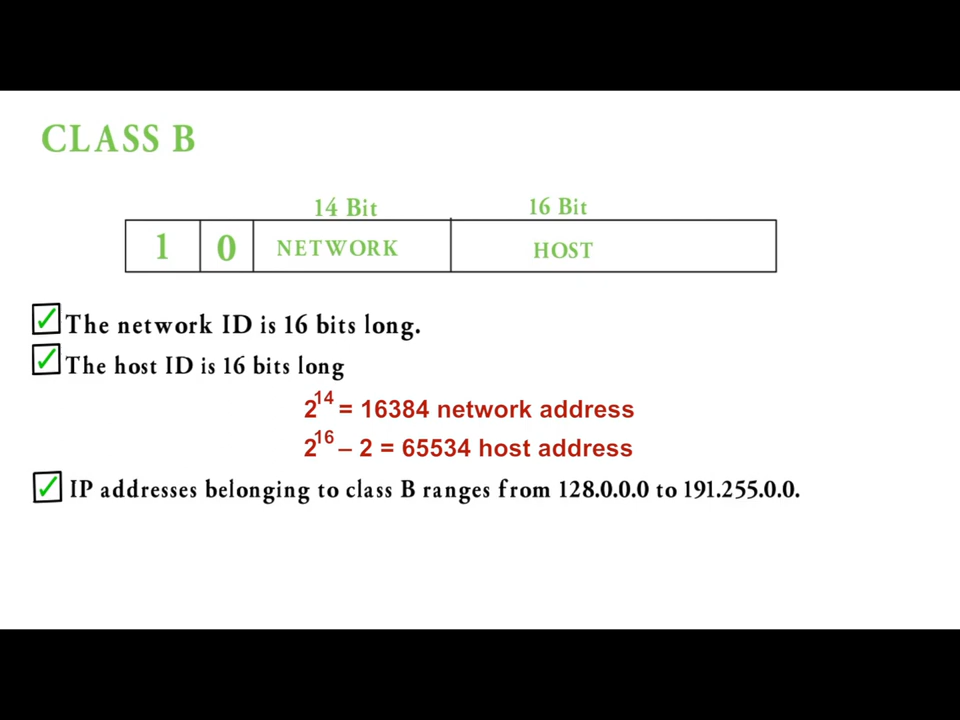 CLASS B
14 Bit 16 Bit
1 0 NETWORK HOST
✓ The network ID is 16 bits long.
✓ The host ID is 16 bits long
2^14 = 16384 network address
2^16 – 2 = 65534 host address
✓ IP addresses belonging to class B ranges from 128.0.0.0 to 191.255.0.0.